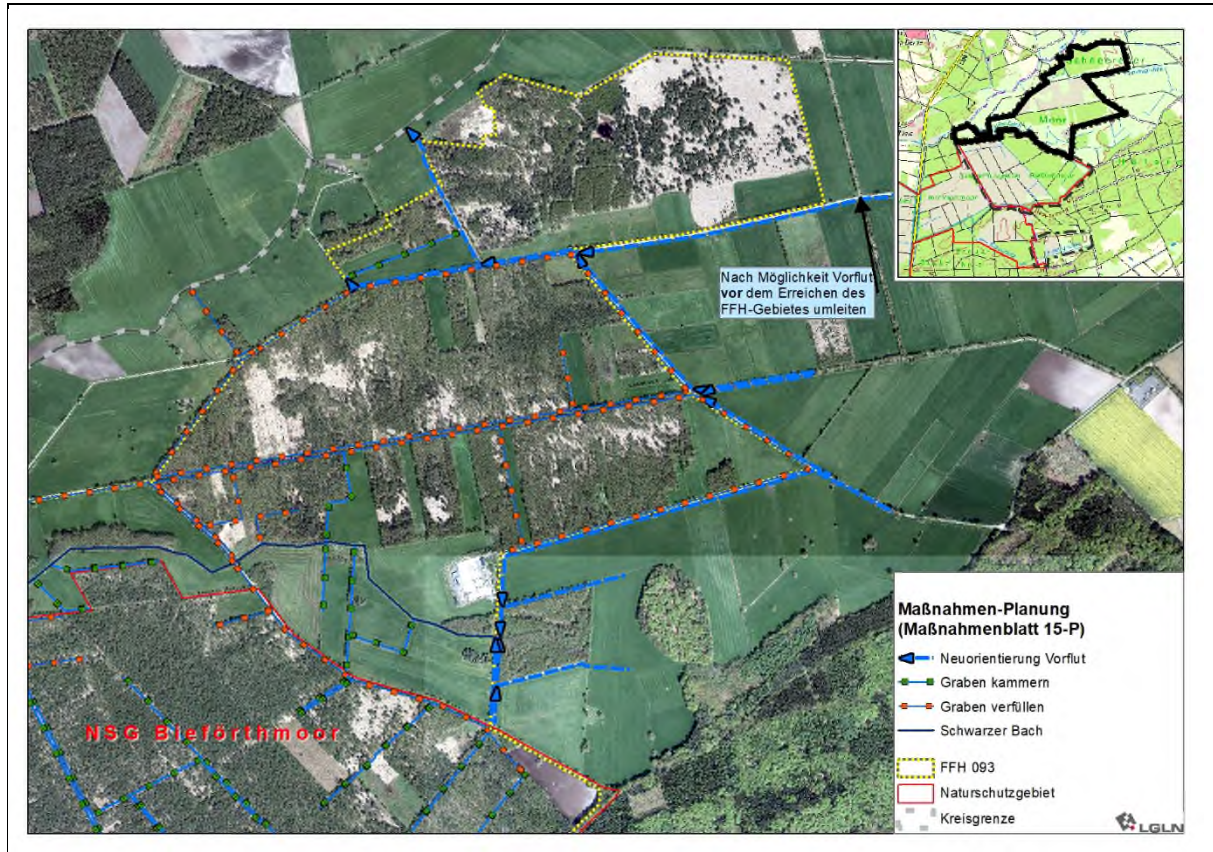 Nach Möglichkeit Vorflut
vor dem Erreichen des
FFH-Gebietes umleiten
NSG Bieförthmoor
Maßnahmen-Planung
(Maßnahmenblatt 15-P)
Neuorientierung Vorflut
Graben kammern
Graben verfüllen
Schwarzer Bach
FFH 093
Naturschutzgebiet
Kreisgrenze
LGLN
Moor